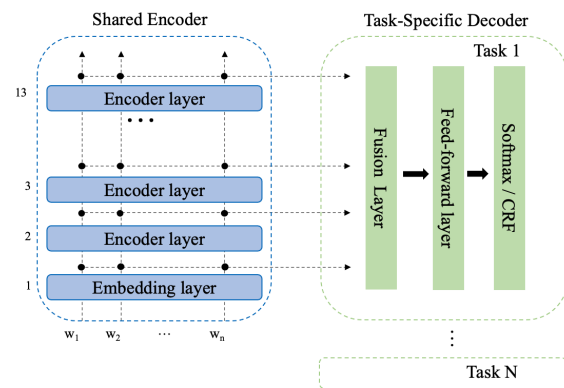 Shared Encoder
Task-Specific Decoder
Task 1
13
Encoder layer
...
3
Encoder layer
2
Encoder layer
1
Embedding layer
w1 w2 ... wn
Fusion Layer
Feed-forward layer
Softmax / CRF
...
Task N